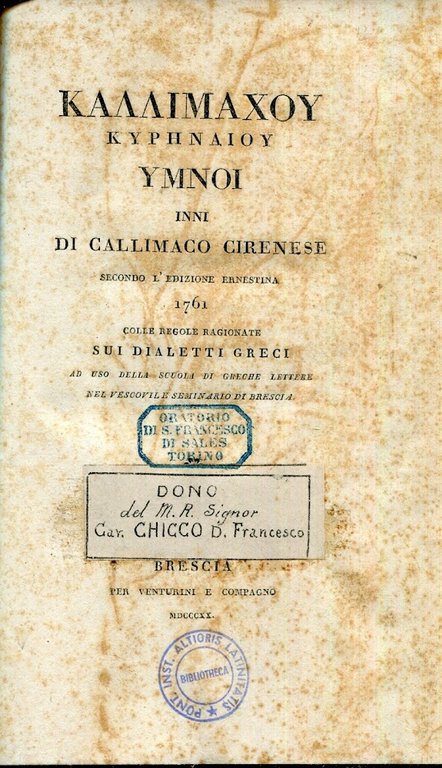 ΚΑΛΛΙΜΑΧΟΥ
ΚΥΡΗΝΑΙΟΥ
ΥΜΝΟΙ
INNI
DI CALLIMACO CIRENESE
SECONDO L'EDIZIONE ERNESTINA
1761
COLLE REGOLE RAGIONATE
SUI DIALETTI GRECI
AD USO DELLA SCUOLA DI GRECHE LETTERE
NEL VESCOVILE SEMINARIO DI BRESCIA
ORATORIO
DI S. FRANCESCO
DI SALES
TORINO
DONO
del M. R. Signor
Cav. CHICCO D. Francesco
BRESCIA
PER VENTURINI E COMPAGNO
MDCCCXX.
PONT. INST. ALTIORIS LATINITATIS
BIBLIOTHECA